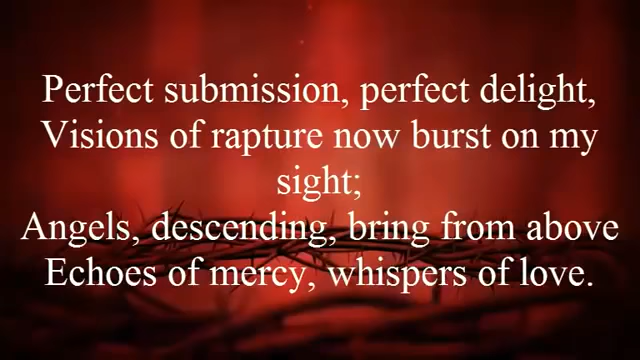 Perfect submission, perfect delight,
Visions of rapture now burst on my
sight;
Angels, descending, bring from above
Echoes of mercy, whispers of love.